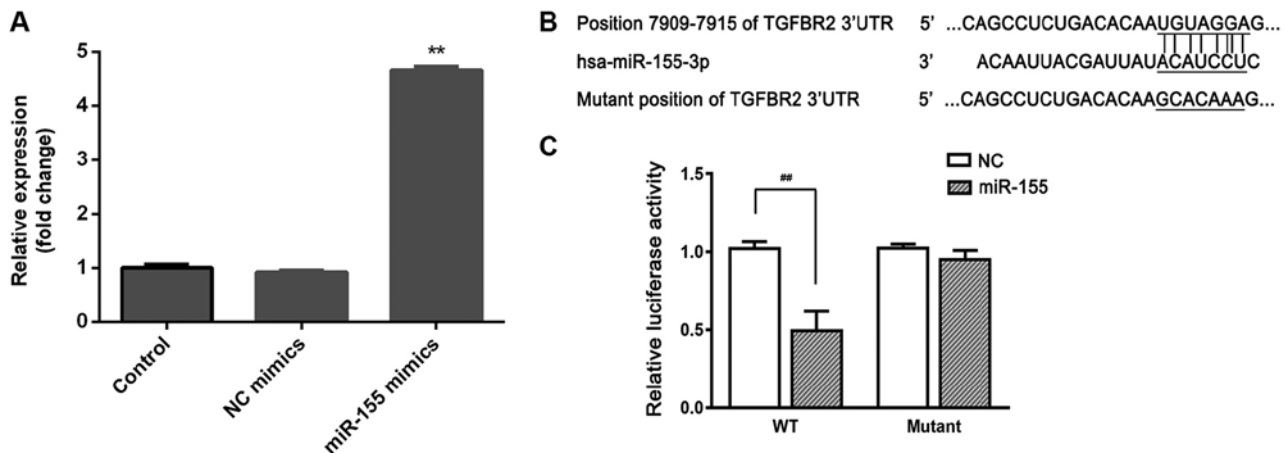 A
Relative expression
(fold change)
5
4
3
2
1
0
**
Control
NC mimics
miR-155 mimics
B
Position 7909-7915 of TGFBR2 3'UTR 5' ...CAGCCUCUGACACAAUGUAGGAG...
hsa-miR-155-3p 3' ACAAUUACGAUUAUACAUCCUC
Mutant position of TGFBR2 3'UTR 5' ...CAGCCUCUGACACAAGCACAAAG...
C
NC
miR-155
Relative luciferase activity
1.5
1.0
0.5
0.0
##
WT
Mutant